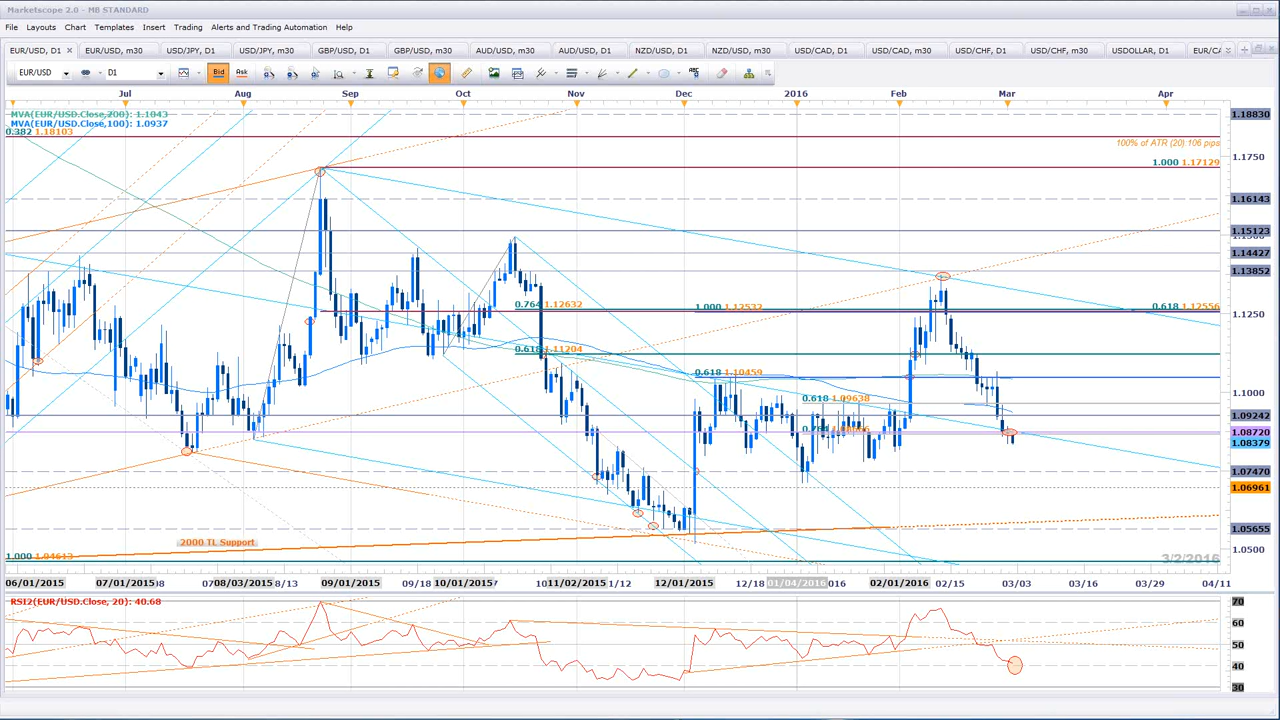 Marketscope 2.0 - MB STANDARD
File Layouts Chart Templates Insert Trading Alerts and Trading Automation Help
EUR/USD, D1 EUR/USD, m30 USD/JPY, D1 USD/JPY, m30 GBP/USD, D1 GBP/USD, m30 AUD/USD, m30 AUD/USD, D1 NZD/USD, D1 NZD/USD, m30 USD/CAD, D1 USD/CAD, m30 USD/CHF, D1 USD/CHF, m30 USDOLLAR, D1 EUR/CA
EUR/USD D1 Bid Ask ABC
Jul Aug Sep Oct Nov Dec 2016 Feb Mar Apr
MVA(EUR/USD.Close,200): 1.1043
MVA(EUR/USD.Close,100): 1.0937
0.382 1.18103
1.18830
100% of ATR (20):106 pips
1.1750
1.000 1.17129
1.16143
1.15123
1.14427
1.13852
0.764 1.12632
1.000 1.12532
0.618 1.12556
1.1250
0.618 1.11204
0.618 1.10459
1.1000
0.618 1.09638
1.09242
1.08720
1.08379
1.07470
1.06961
1.05655
2000 TL Support
1.0500
1.000 1.04613
3/2/2016
06/01/2015 07/01/2015 08/03/2015 8/13 09/01/2015 09/18 10/01/2015 11/02/2015 1/12 12/01/2015 12/18 01/04/2016 016 02/01/2016 02/15 03/03 03/16 03/29 04/11
RSI2(EUR/USD.Close, 20): 40.68
70
60
50
40
30